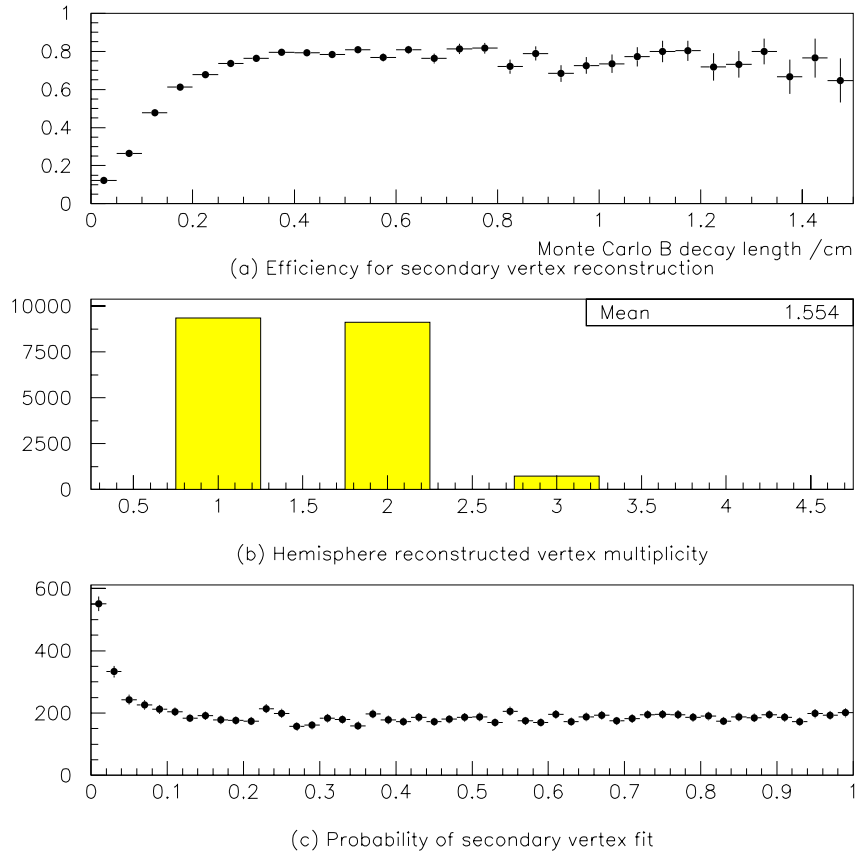 1
0.8
0.6
0.4
0.2
0
0 0.2 0.4 0.6 0.8 1 1.2 1.4
Monte Carlo B decay length /cm
(a) Efficiency for secondary vertex reconstruction
10000
7500
5000
2500
0
Mean 1.554
0.5 1 1.5 2 2.5 3 3.5 4 4.5
(b) Hemisphere reconstructed vertex multiplicity
600
400
200
0
0 0.1 0.2 0.3 0.4 0.5 0.6 0.7 0.8 0.9 1
(c) Probability of secondary vertex fit